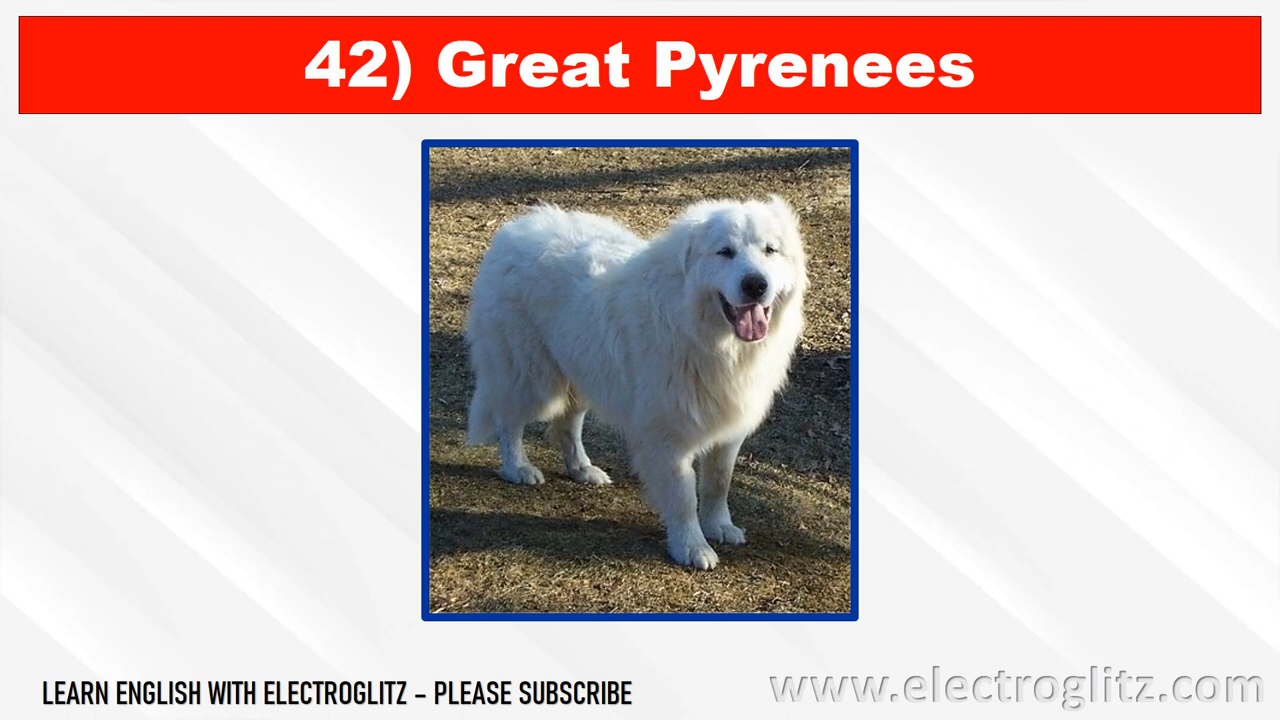 42) Great Pyrenees
LEARN ENGLISH WITH ELECTROGLITZ – PLEASE SUBSCRIBE
www.electroglitz.com